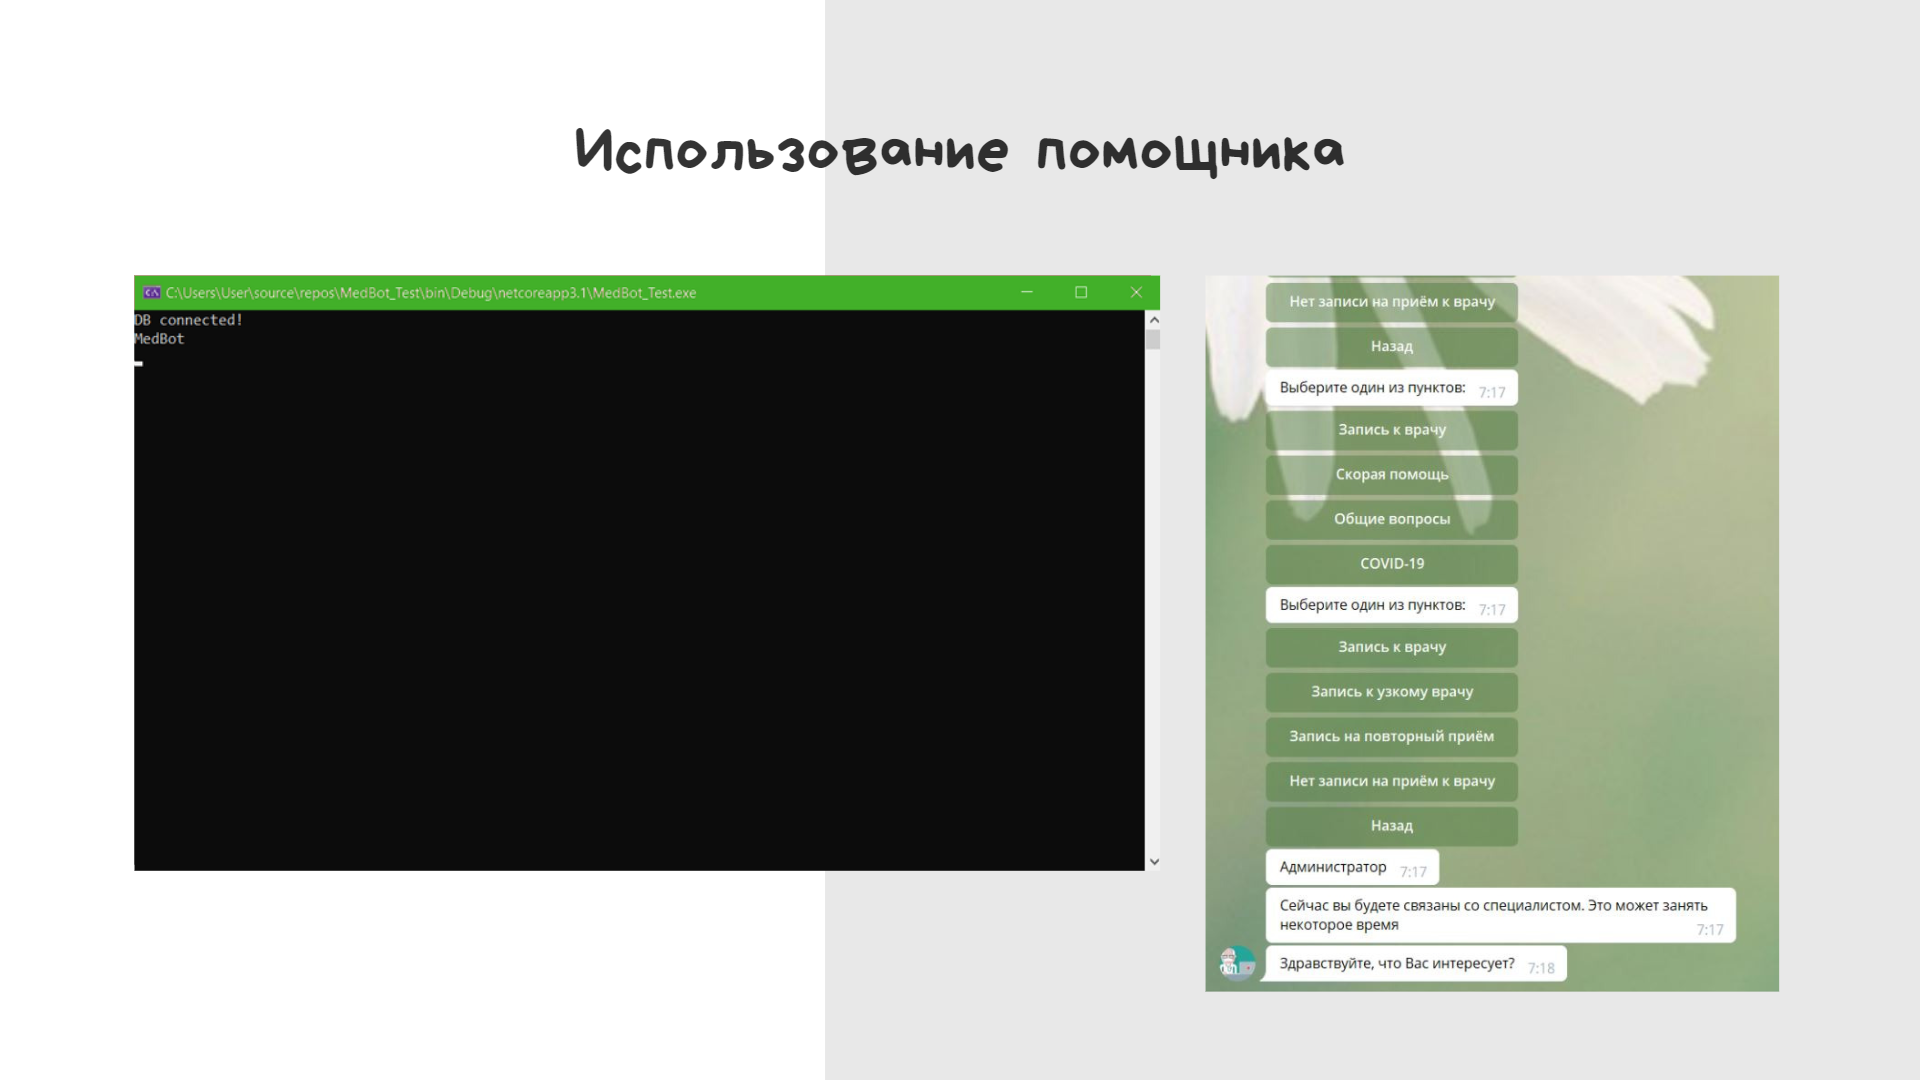 Использование помощника
C:\Users\User\source\repos\MedBot_Test\bin\Debug\netcoreapp3.1\MedBot_Test.exe
DB connected!
MedBot
Нет записи на приём к врачу
Назад
Выберите один из пунктов: 7:17
Запись к врачу
Скорая помощь
Общие вопросы
COVID-19
Выберите один из пунктов: 7:17
Запись к врачу
Запись к узкому врачу
Запись на повторный приём
Нет записи на приём к врачу
Назад
Администратор 7:17
Сейчас вы будете связаны со специалистом. Это может занять
некоторое время 7:17
Здравствуйте, что Вас интересует? 7:18